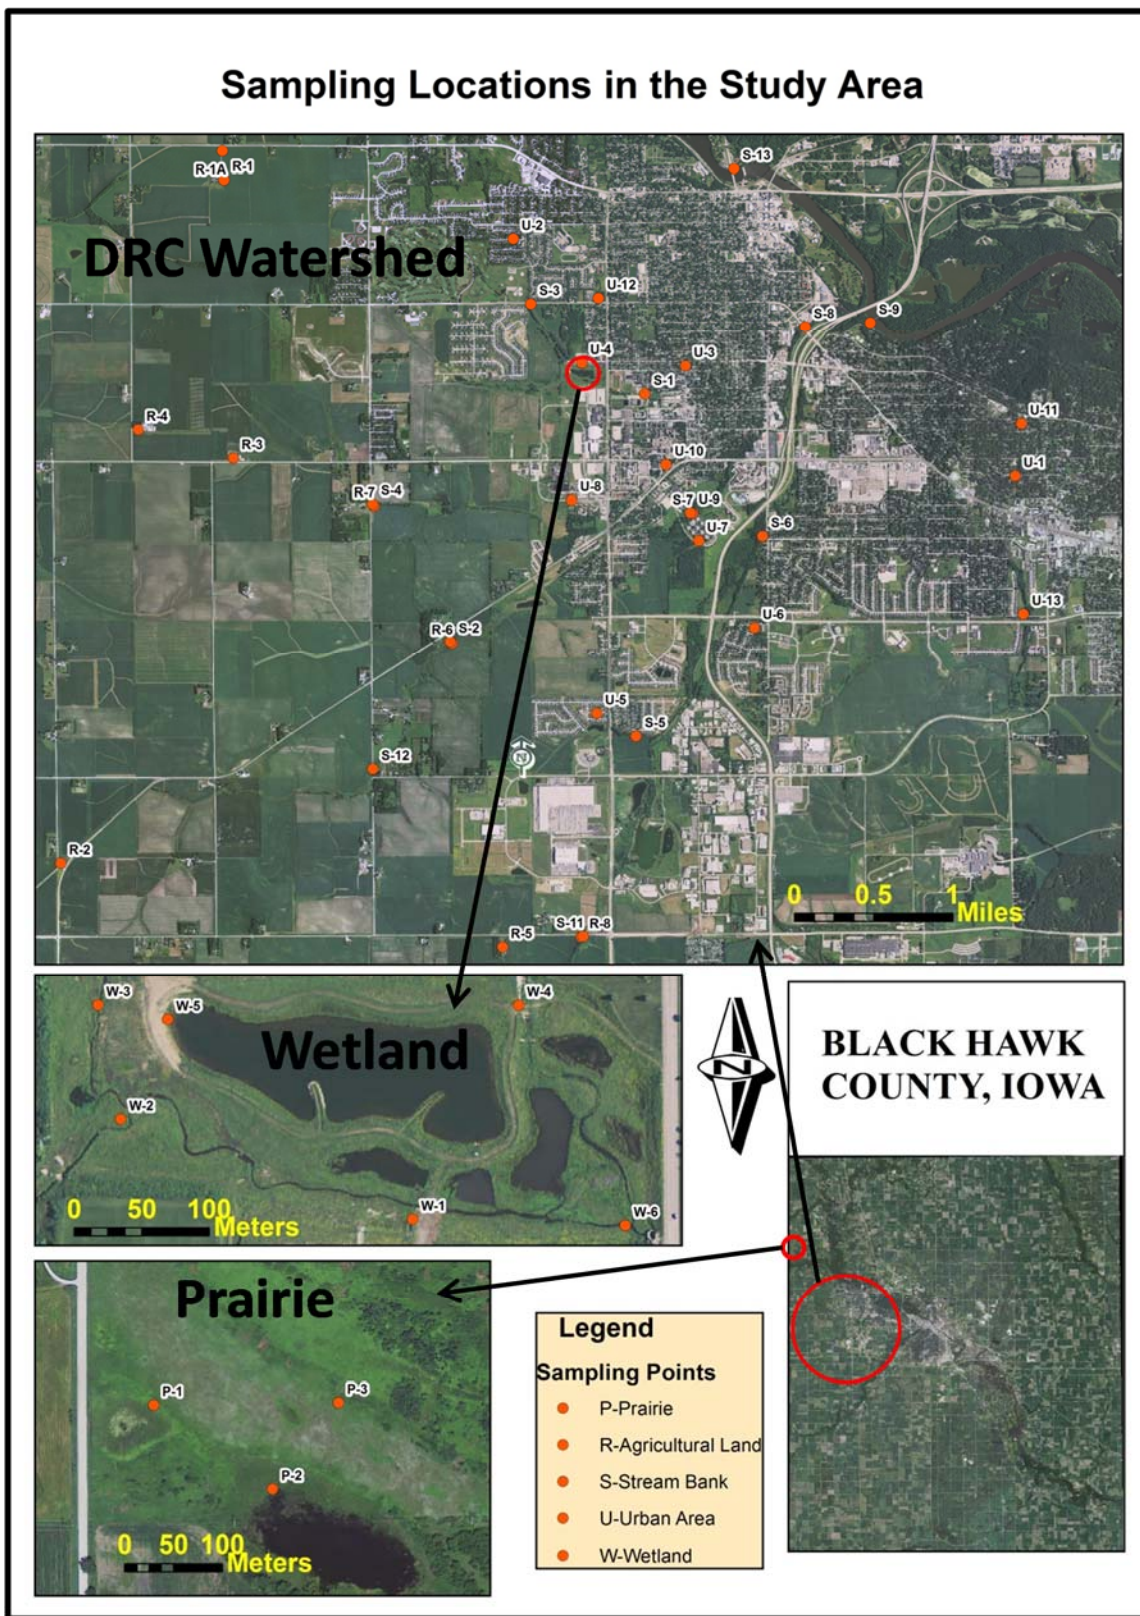 Sampling Locations in the Study Area
S-13
R-1A
R-1
U-2
DRC Watershed
S-3
U-12
S-8
S-9
U-4
U-3
S-1
R-4
U-11
R-3
U-10
U-1
R-7
S-4
U-8
S-7
U-9
S-6
U-7
U-13
R-6
S-2
U-6
U-5
S-5
N
S-12
R-2
0 0.5 1
Miles
S-11
R-8
R-5
W-3
W-5
W-4
Wetland
W-2
W-1
W-6
0 50 100
Meters
N
BLACK HAWK
COUNTY, IOWA
Prairie
P-1
P-3
P-2
0 50 100
Meters
Legend
Sampling Points
P-Prairie
R-Agricultural Land
S-Stream Bank
U-Urban Area
W-Wetland